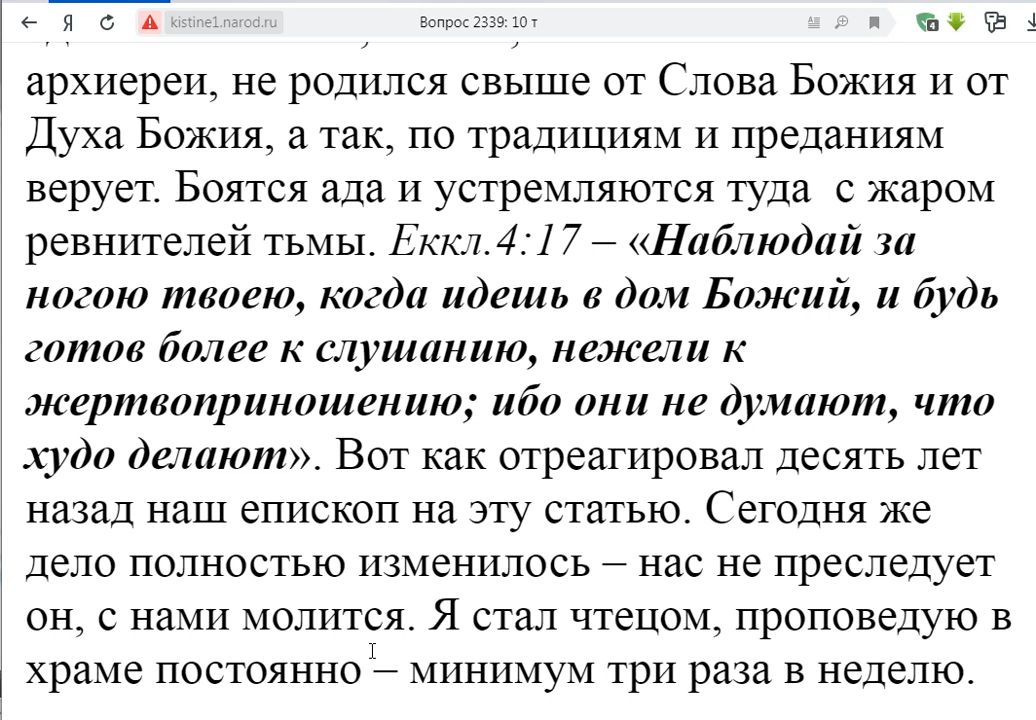 Я kistine1.narod.ru Вопрос 2339: 10 т 4
архиереи, не родился свыше от Слова Божия и от
Духа Божия, а так, по традициям и преданиям
верует. Боятся ада и устремляются туда с жаром
ревнителей тьмы. Еккл.4:17 – «Наблюдай за
ногою твоею, когда идешь в дом Божий, и будь
готов более к слушанию, нежели к
жертвоприношению; ибо они не думают, что
худо делают». Вот как отреагировал десять лет
назад наш епископ на эту статью. Сегодня же
дело полностью изменилось – нас не преследует
он, с нами молится. Я стал чтецом, проповедую в
храме постоянно – минимум три раза в неделю.